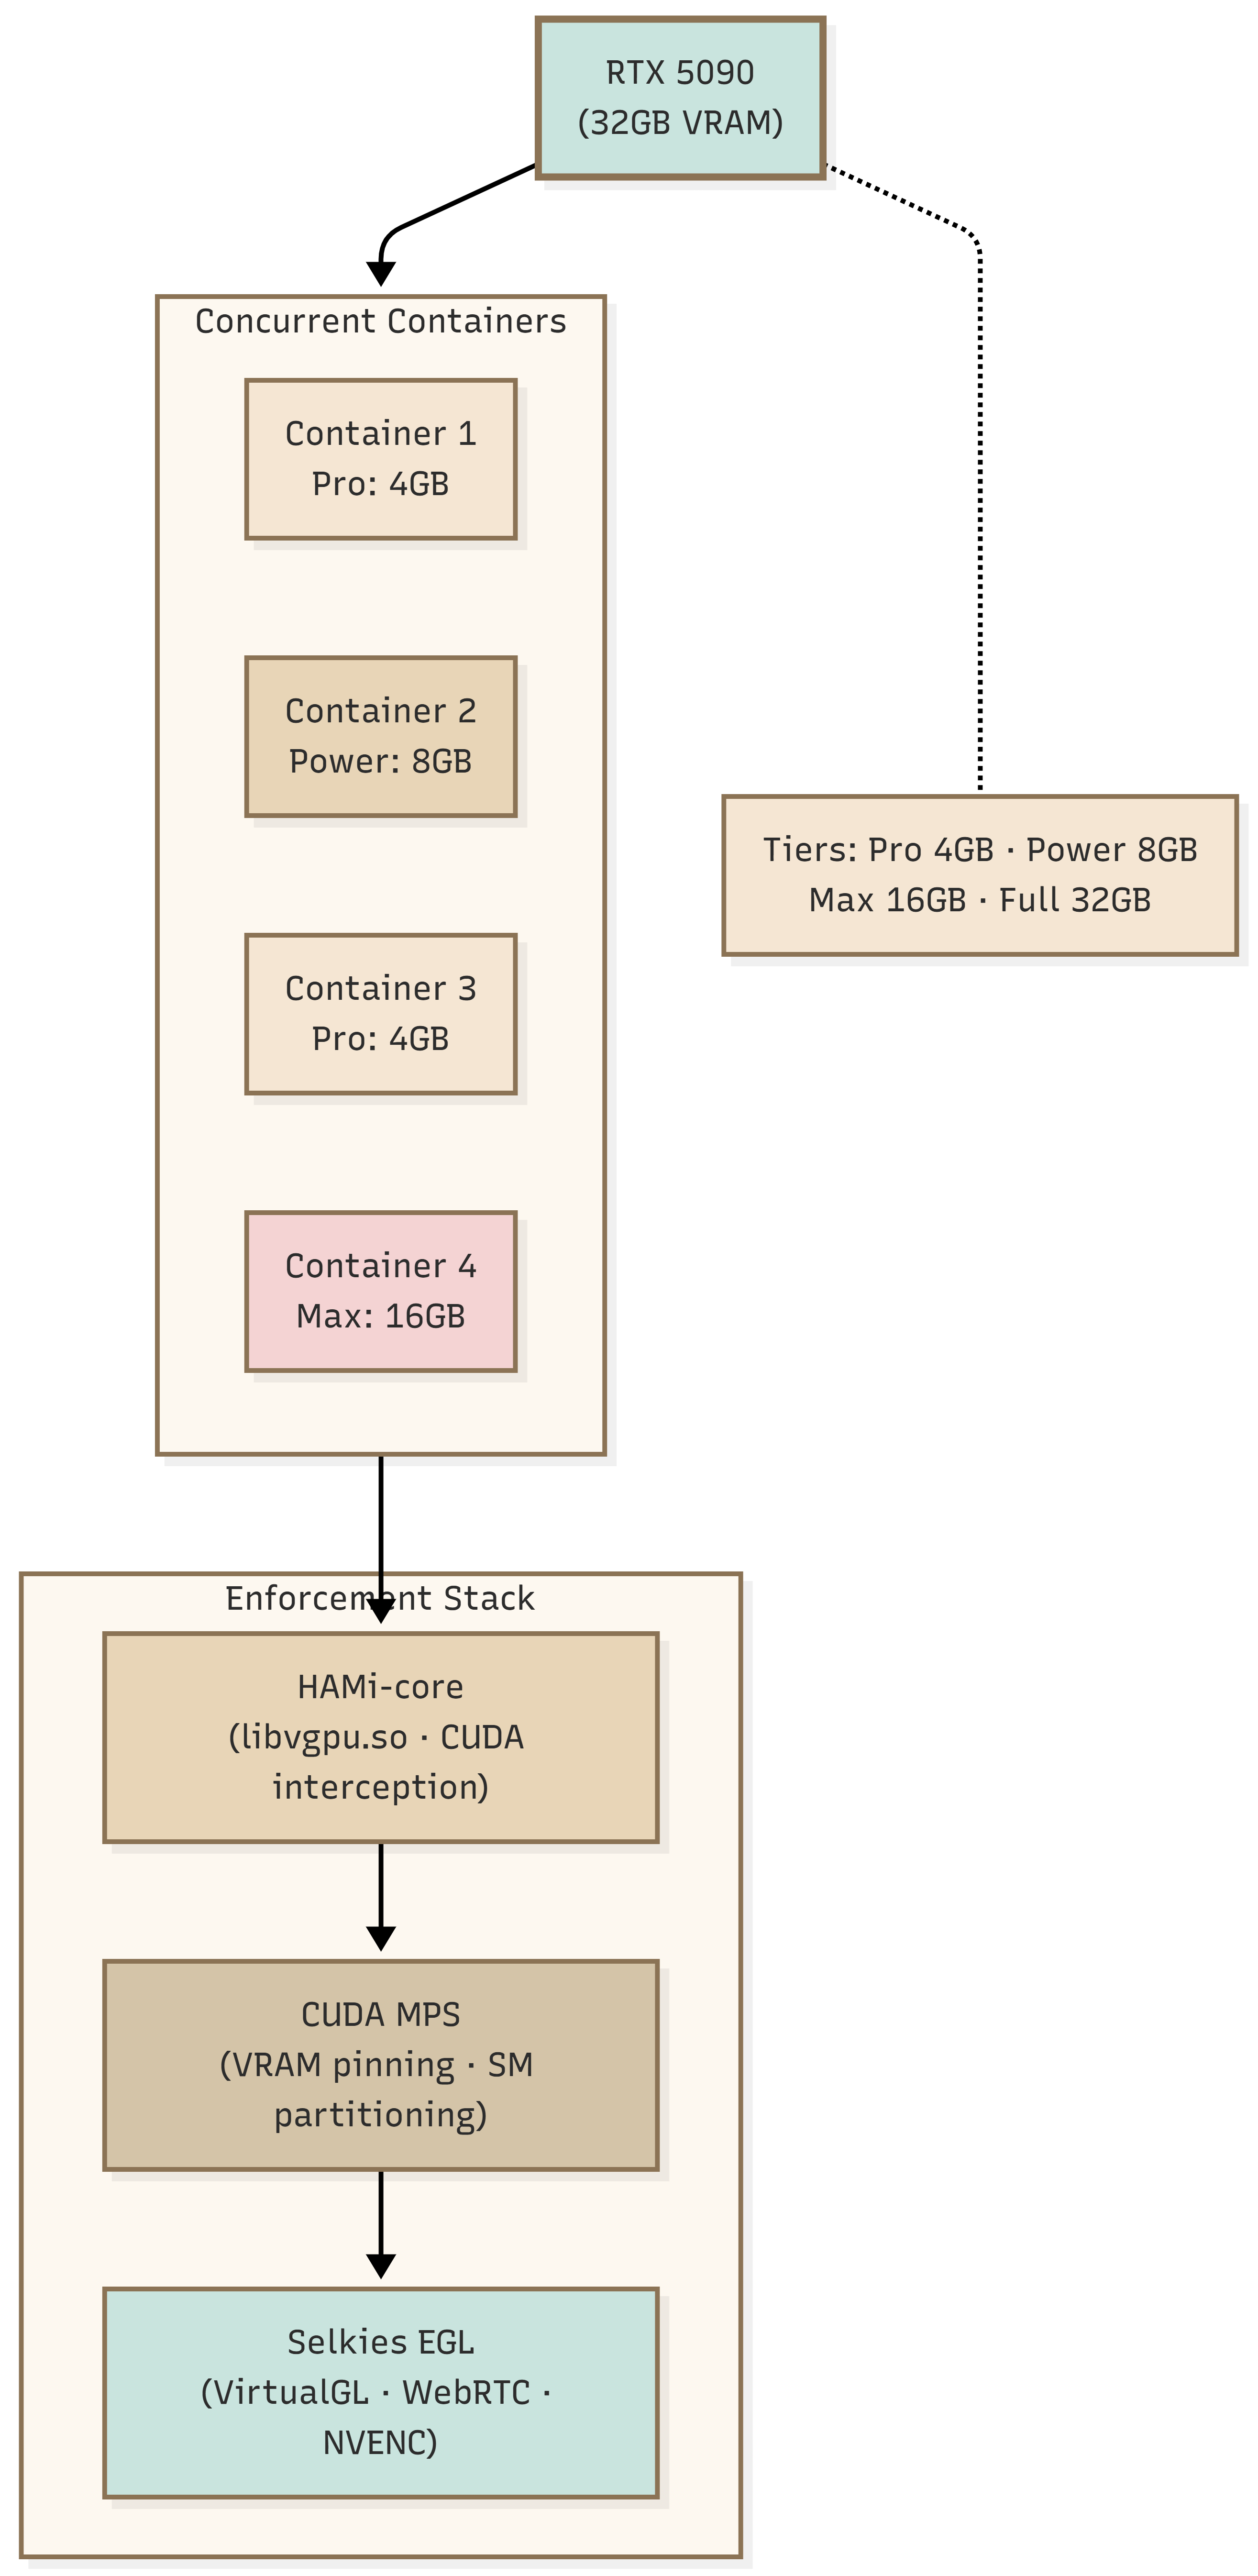 RTX 5090
(32GB VRAM)
Concurrent Containers
Container 1
Pro: 4GB
Container 2
Power: 8GB
Container 3
Pro: 4GB
Container 4
Max: 16GB
Tiers: Pro 4GB · Power 8GB
Max 16GB · Full 32GB
Enforcement Stack
HAMi-core
(libvgpu.so · CUDA
interception)
CUDA MPS
(VRAM pinning · SM
partitioning)
Selkies EGL
(VirtualGL · WebRTC ·
NVENC)